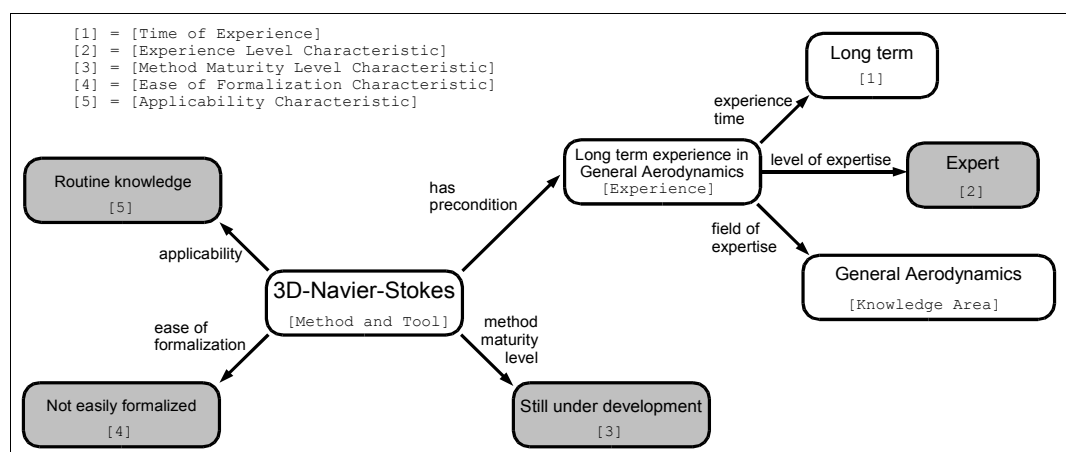 [1] = [Time of Experience]
[2] = [Experience Level Characteristic]
[3] = [Method Maturity Level Characteristic]
[4] = [Ease of Formalization Characteristic]
[5] = [Applicability Characteristic]
Long term
[1]
experience
time
Long term experience in
General Aerodynamics
[Experience]
level of expertise
Expert
[2]
Routine knowledge
[5]
has
precondition
field of
expertise
applicability
General Aerodynamics
[Knowledge Area]
3D-Navier-Stokes
[Method and Tool]
ease of
formalization
method
maturity
level
Not easily formalized
[4]
Still under development
[3]